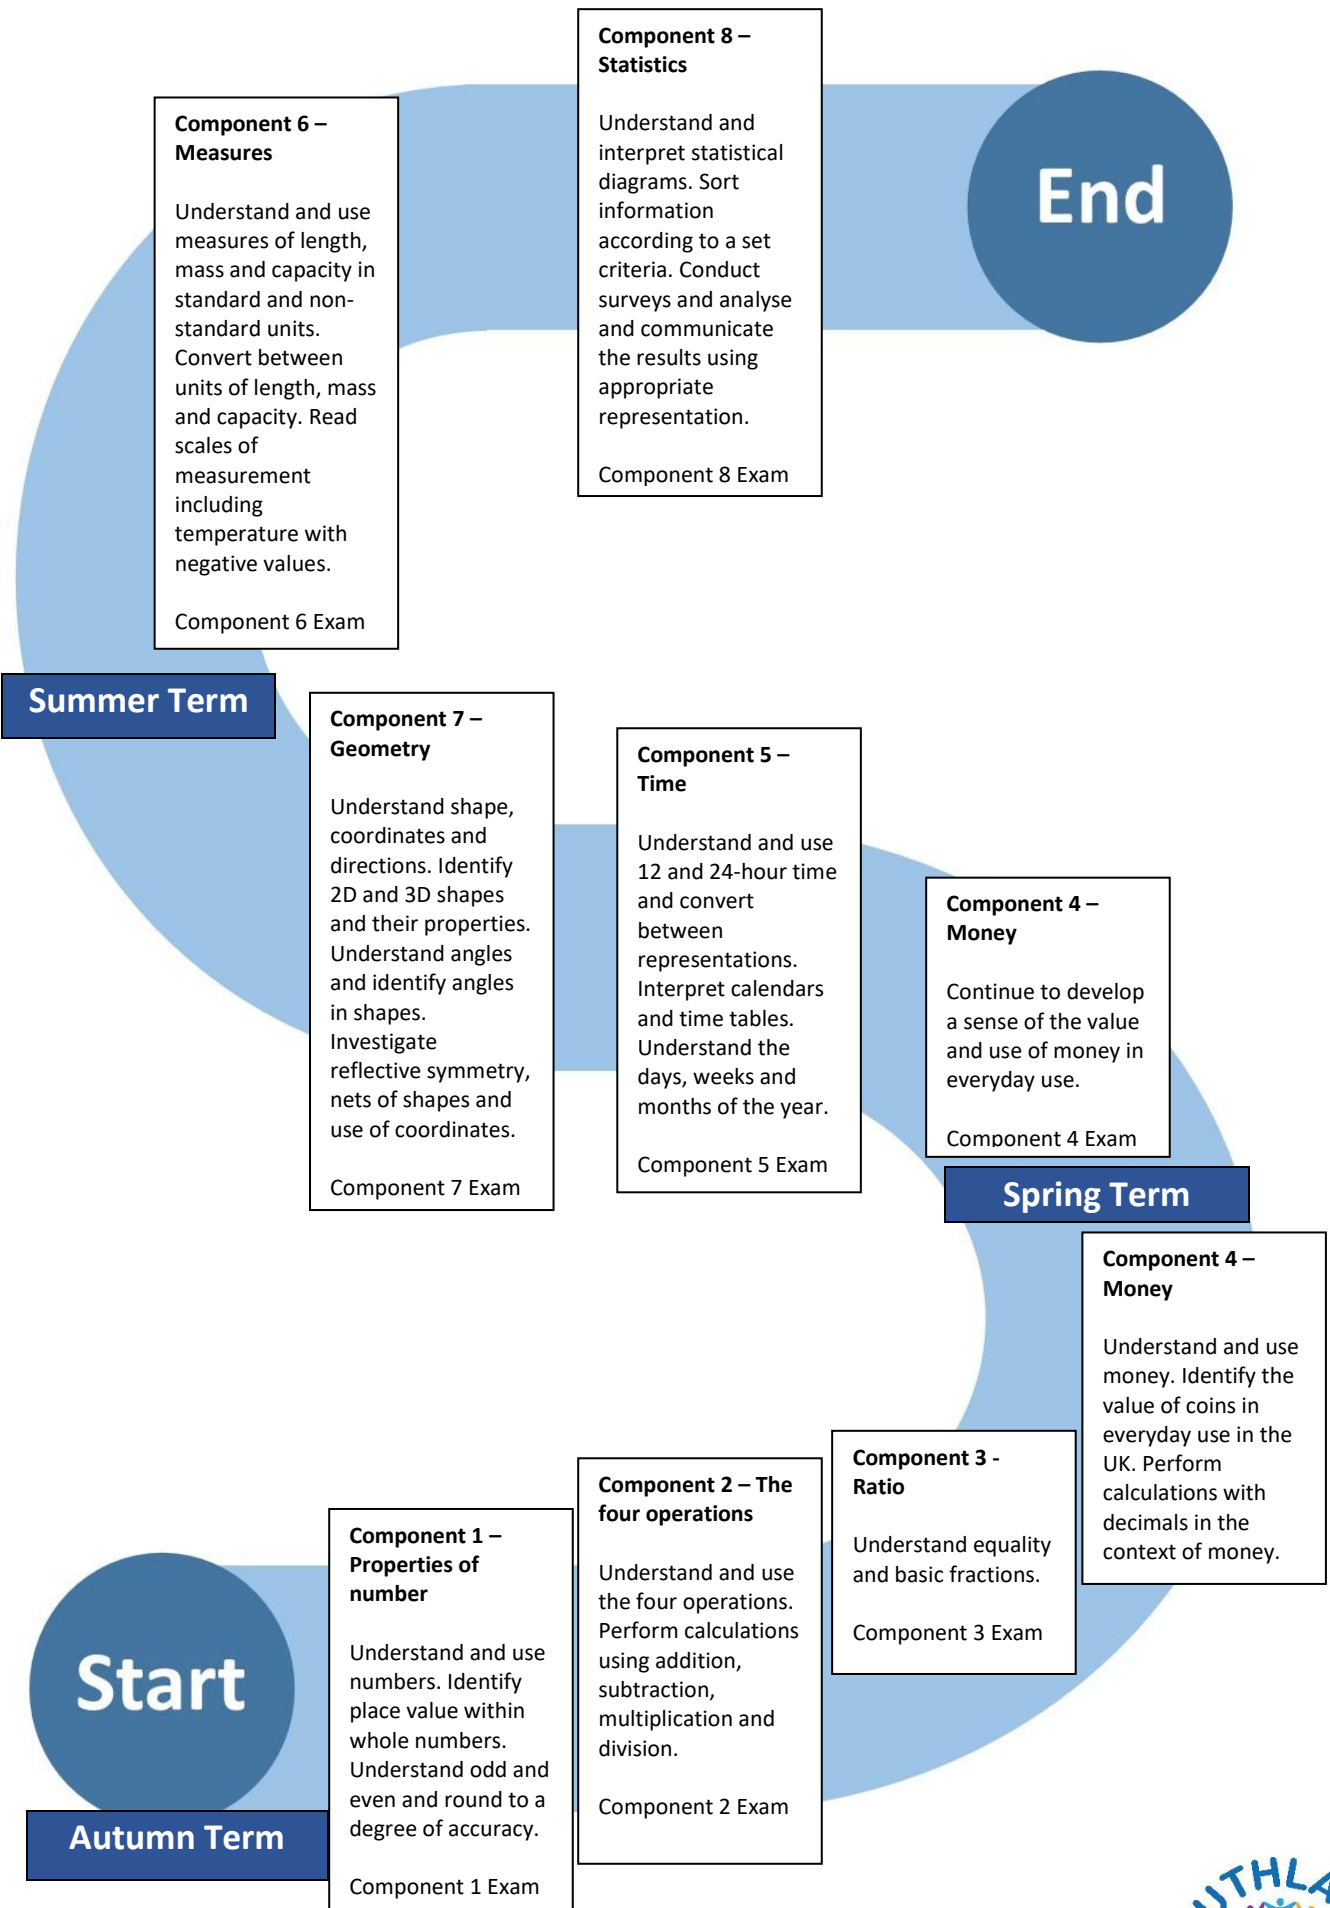 Component 8 –
Statistics
Understand and
interpret statistical
diagrams. Sort
information
according to a set
criteria. Conduct
surveys and analyse
and communicate
the results using
appropriate
representation.
Component 8 Exam
End
Component 6 –
Measures
Understand and use
measures of length,
mass and capacity in
standard and non-
standard units.
Convert between
units of length, mass
and capacity. Read
scales of
measurement
including
temperature with
negative values.
Component 6 Exam
Summer Term
Component 7 –
Geometry
Understand shape,
coordinates and
directions. Identify
2D and 3D shapes
and their properties.
Understand angles
and identify angles
in shapes.
Investigate
reflective symmetry,
nets of shapes and
use of coordinates.
Component 7 Exam
Component 5 –
Time
Understand and use
12 and 24-hour time
and convert
between
representations.
Interpret calendars
and time tables.
Understand the
days, weeks and
months of the year.
Component 5 Exam
Component 4 –
Money
Continue to develop
a sense of the value
and use of money in
everyday use.
Component 4 Exam
Spring Term
Component 4 –
Money
Understand and use
money. Identify the
value of coins in
everyday use in the
UK. Perform
calculations with
decimals in the
context of money.
Component 3 -
Ratio
Understand equality
and basic fractions.
Component 3 Exam
Component 2 – The
four operations
Understand and use
the four operations.
Perform calculations
using addition,
subtraction,
multiplication and
division.
Component 2 Exam
Component 1 –
Properties of
number
Understand and use
numbers. Identify
place value within
whole numbers.
Understand odd and
even and round to a
degree of accuracy.
Component 1 Exam
Start
Autumn Term